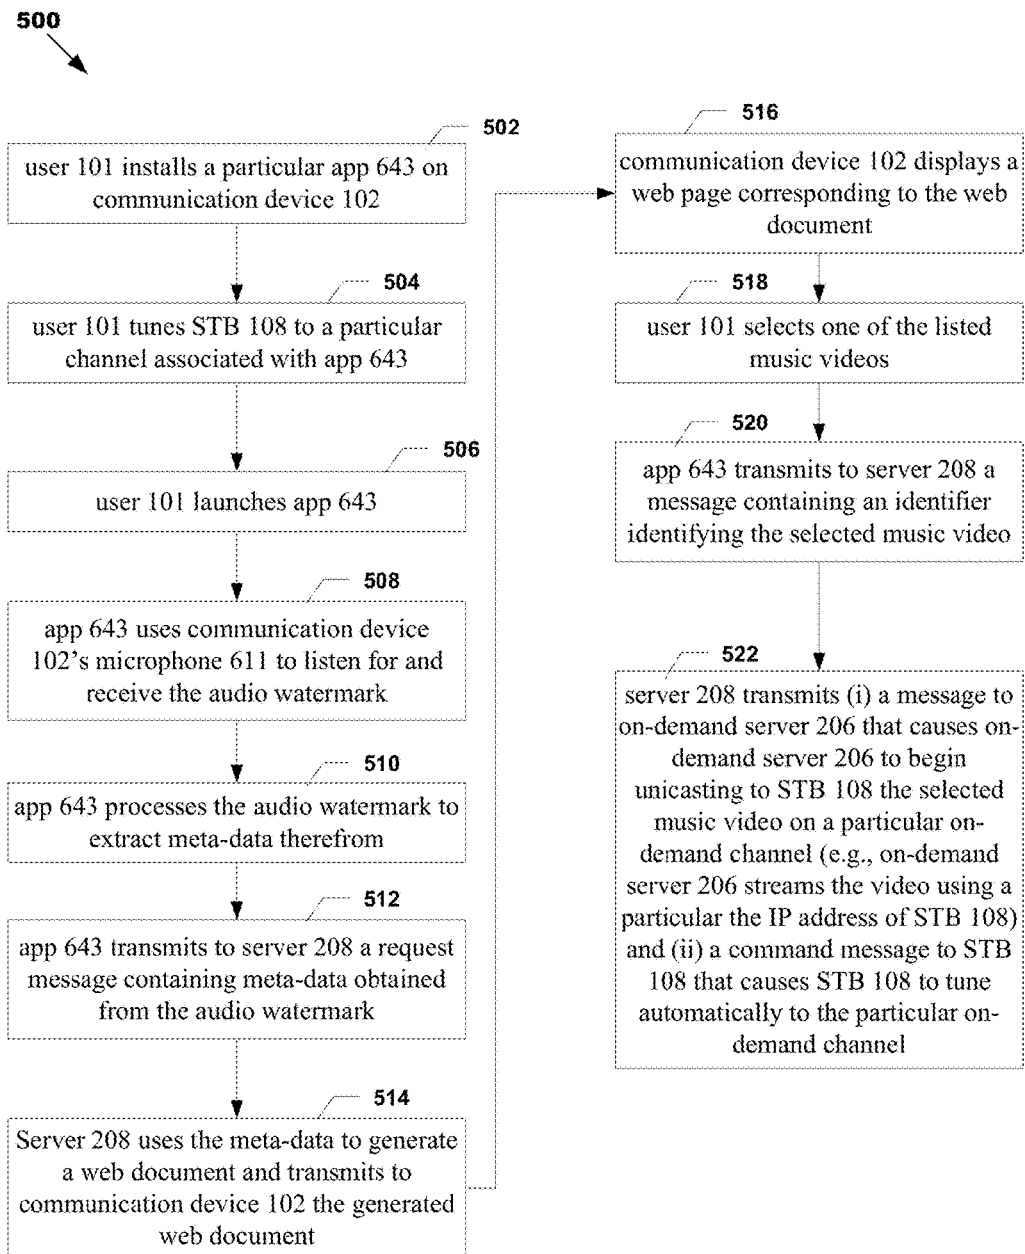 500
502
user 101 installs a particular app 643 on
communication device 102
504
user 101 tunes STB 108 to a particular
channel associated with app 643
506
user 101 launches app 643
508
app 643 uses communication device
102's microphone 611 to listen for and
receive the audio watermark
510
app 643 processes the audio watermark to
extract meta-data therefrom
512
app 643 transmits to server 208 a request
message containing meta-data obtained
from the audio watermark
514
Server 208 uses the meta-data to generate
a web document and transmits to
communication device 102 the generated
web document
516
communication device 102 displays a
web page corresponding to the web
document
518
user 101 selects one of the listed
music videos
520
app 643 transmits to server 208 a
message containing an identifier
identifying the selected music video
522
server 208 transmits (i) a message to
on-demand server 206 that causes on-
demand server 206 to begin
unicasting to STB 108 the selected
music video on a particular on-
demand channel (e.g., on-demand
server 206 streams the video using a
particular the IP address of STB 108)
and (ii) a command message to STB
108 that causes STB 108 to tune
automatically to the particular on-
demand channel